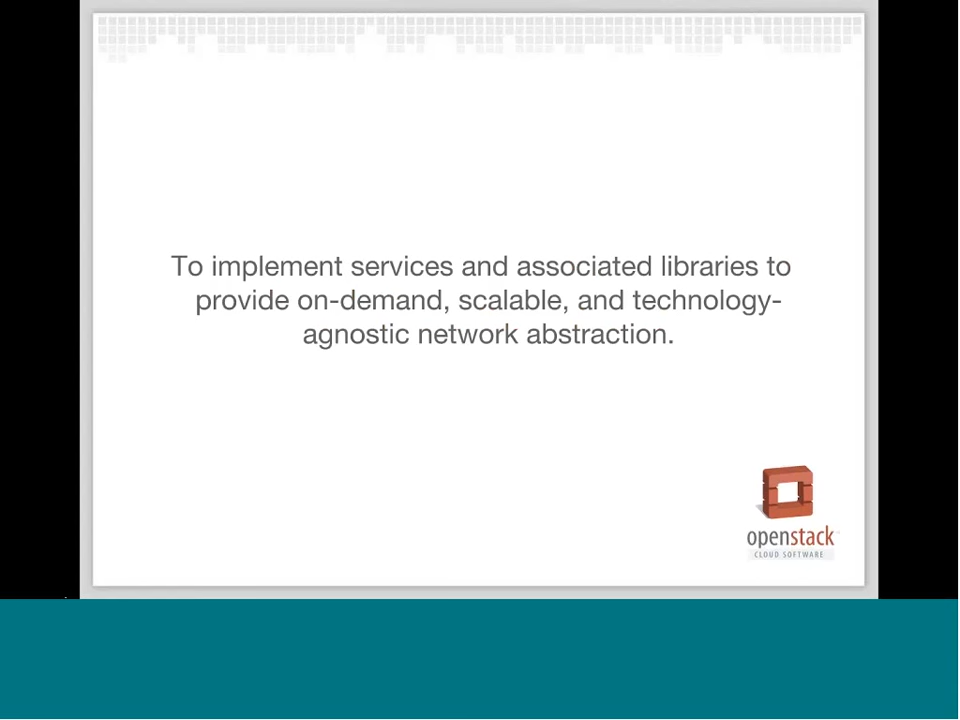 To implement services and associated libraries to
provide on-demand, scalable, and technology-
agnostic network abstraction.
openstack
CLOUD SOFTWARE